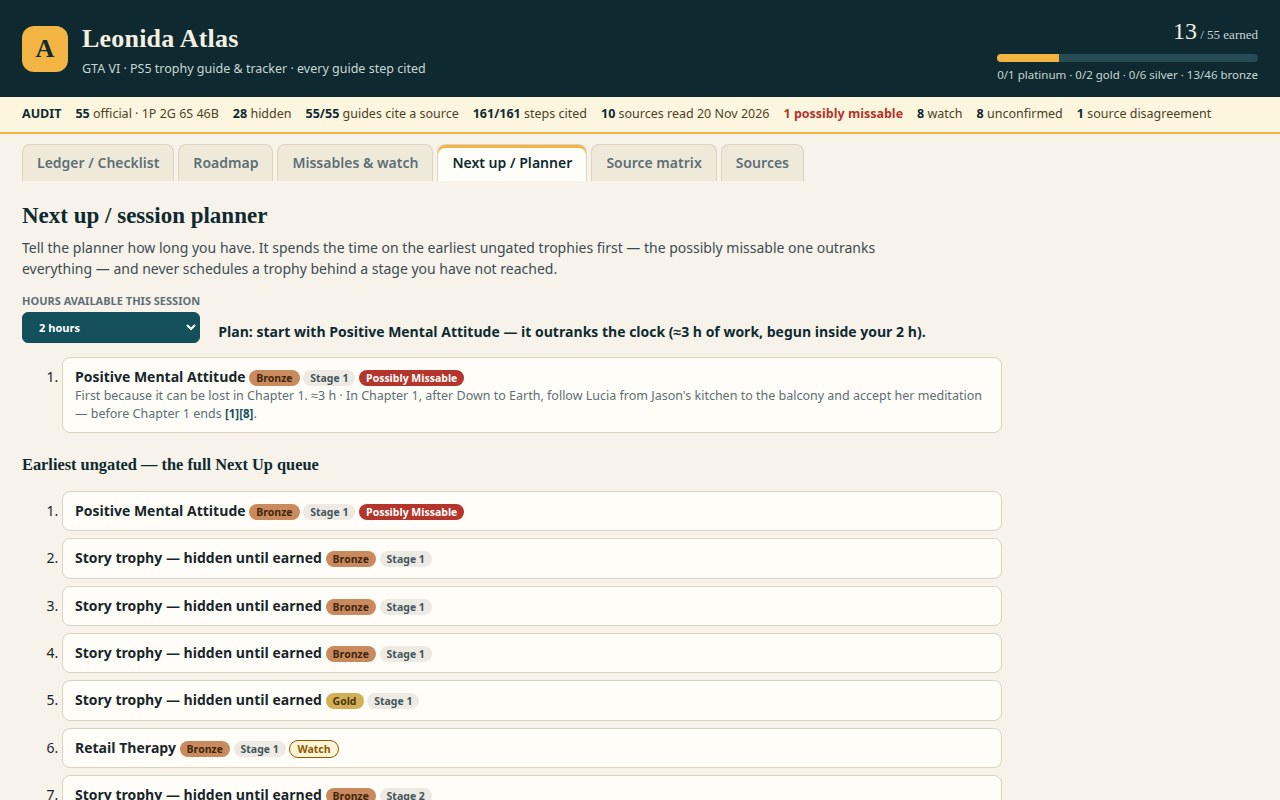 A
Leonida Atlas
GTA VI · PS5 trophy guide & tracker · every guide step cited
13 / 55 earned
0/1 platinum · 0/2 gold · 0/6 silver · 13/46 bronze
AUDIT 55 official · 1P 2G 6S 46B 28 hidden 55/55 guides cite a source 161/161 steps cited 10 sources read 20 Nov 2026 1 possibly missable 8 watch 8 unconfirmed 1 source disagreement
Ledger / Checklist Roadmap Missables & watch Next up / Planner Source matrix Sources
Next up / session planner
Tell the planner how long you have. It spends the time on the earliest ungated trophies first — the possibly missable one outranks
everything — and never schedules a trophy behind a stage you have not reached.
HOURS AVAILABLE THIS SESSION
2 hours
Plan: start with Positive Mental Attitude — it outranks the clock (≈3 h of work, begun inside your 2 h).
1. Positive Mental Attitude Bronze Stage 1 Possibly Missable
First because it can be lost in Chapter 1. ≈3 h · In Chapter 1, after Down to Earth, follow Lucia from Jason's kitchen to the balcony and accept her meditation
— before Chapter 1 ends [1][8].
Earliest ungated — the full Next Up queue
1. Positive Mental Attitude Bronze Stage 1 Possibly Missable
2. Story trophy — hidden until earned Bronze Stage 1
3. Story trophy — hidden until earned Bronze Stage 1
4. Story trophy — hidden until earned Bronze Stage 1
5. Story trophy — hidden until earned Gold Stage 1
6. Retail Therapy Bronze Stage 1 Watch
7. Story trophy — hidden until earned Bronze Stage 2